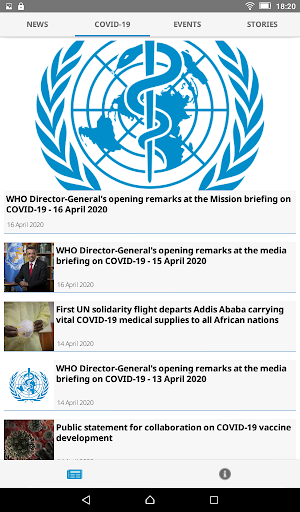 18:20
NEWS COVID-19 EVENTS STORIES
WHO Director-General's opening remarks at the Mission briefing on
COVID-19 - 16 April 2020
16 April 2020
WHO Director-General's opening remarks at the media
briefing on COVID-19 - 15 April 2020
15 April 2020
First UN solidarity flight departs Addis Ababa carrying
vital COVID-19 medical supplies to all African nations
14 April 2020
WHO Director-General's opening remarks at the media
briefing on COVID-19 - 13 April 2020
14 April 2020
Public statement for collaboration on COVID-19 vaccine
development
14 April 2020